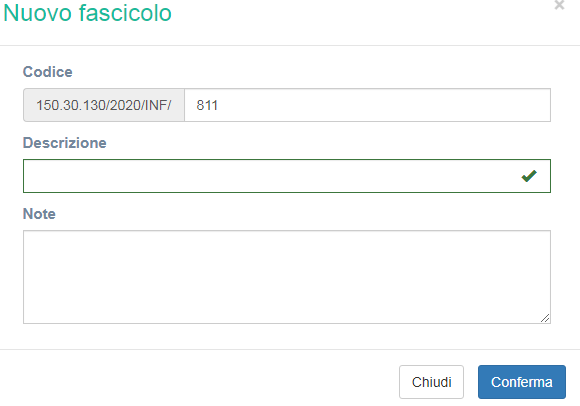 Nuovo fascicolo
×
Codice
150.30.130/2020/INF/ 811
Descrizione
Note
Chiudi Conferma